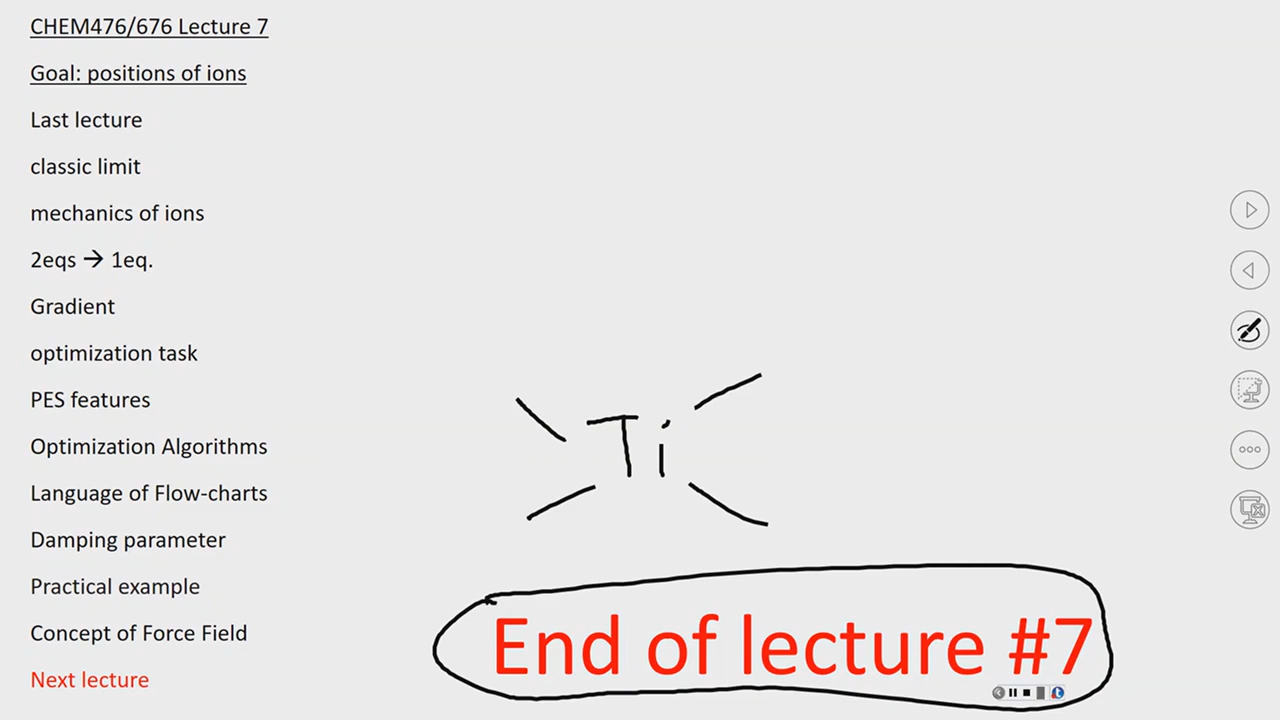 CHEM476/676 Lecture 7
Goal: positions of ions
Last lecture
classic limit
mechanics of ions
2eqs → 1eq.
Gradient
optimization task
PES features
Optimization Algorithms
Language of Flow-charts
Damping parameter
Practical example
Concept of Force Field
Next lecture
Ti
End of lecture #7